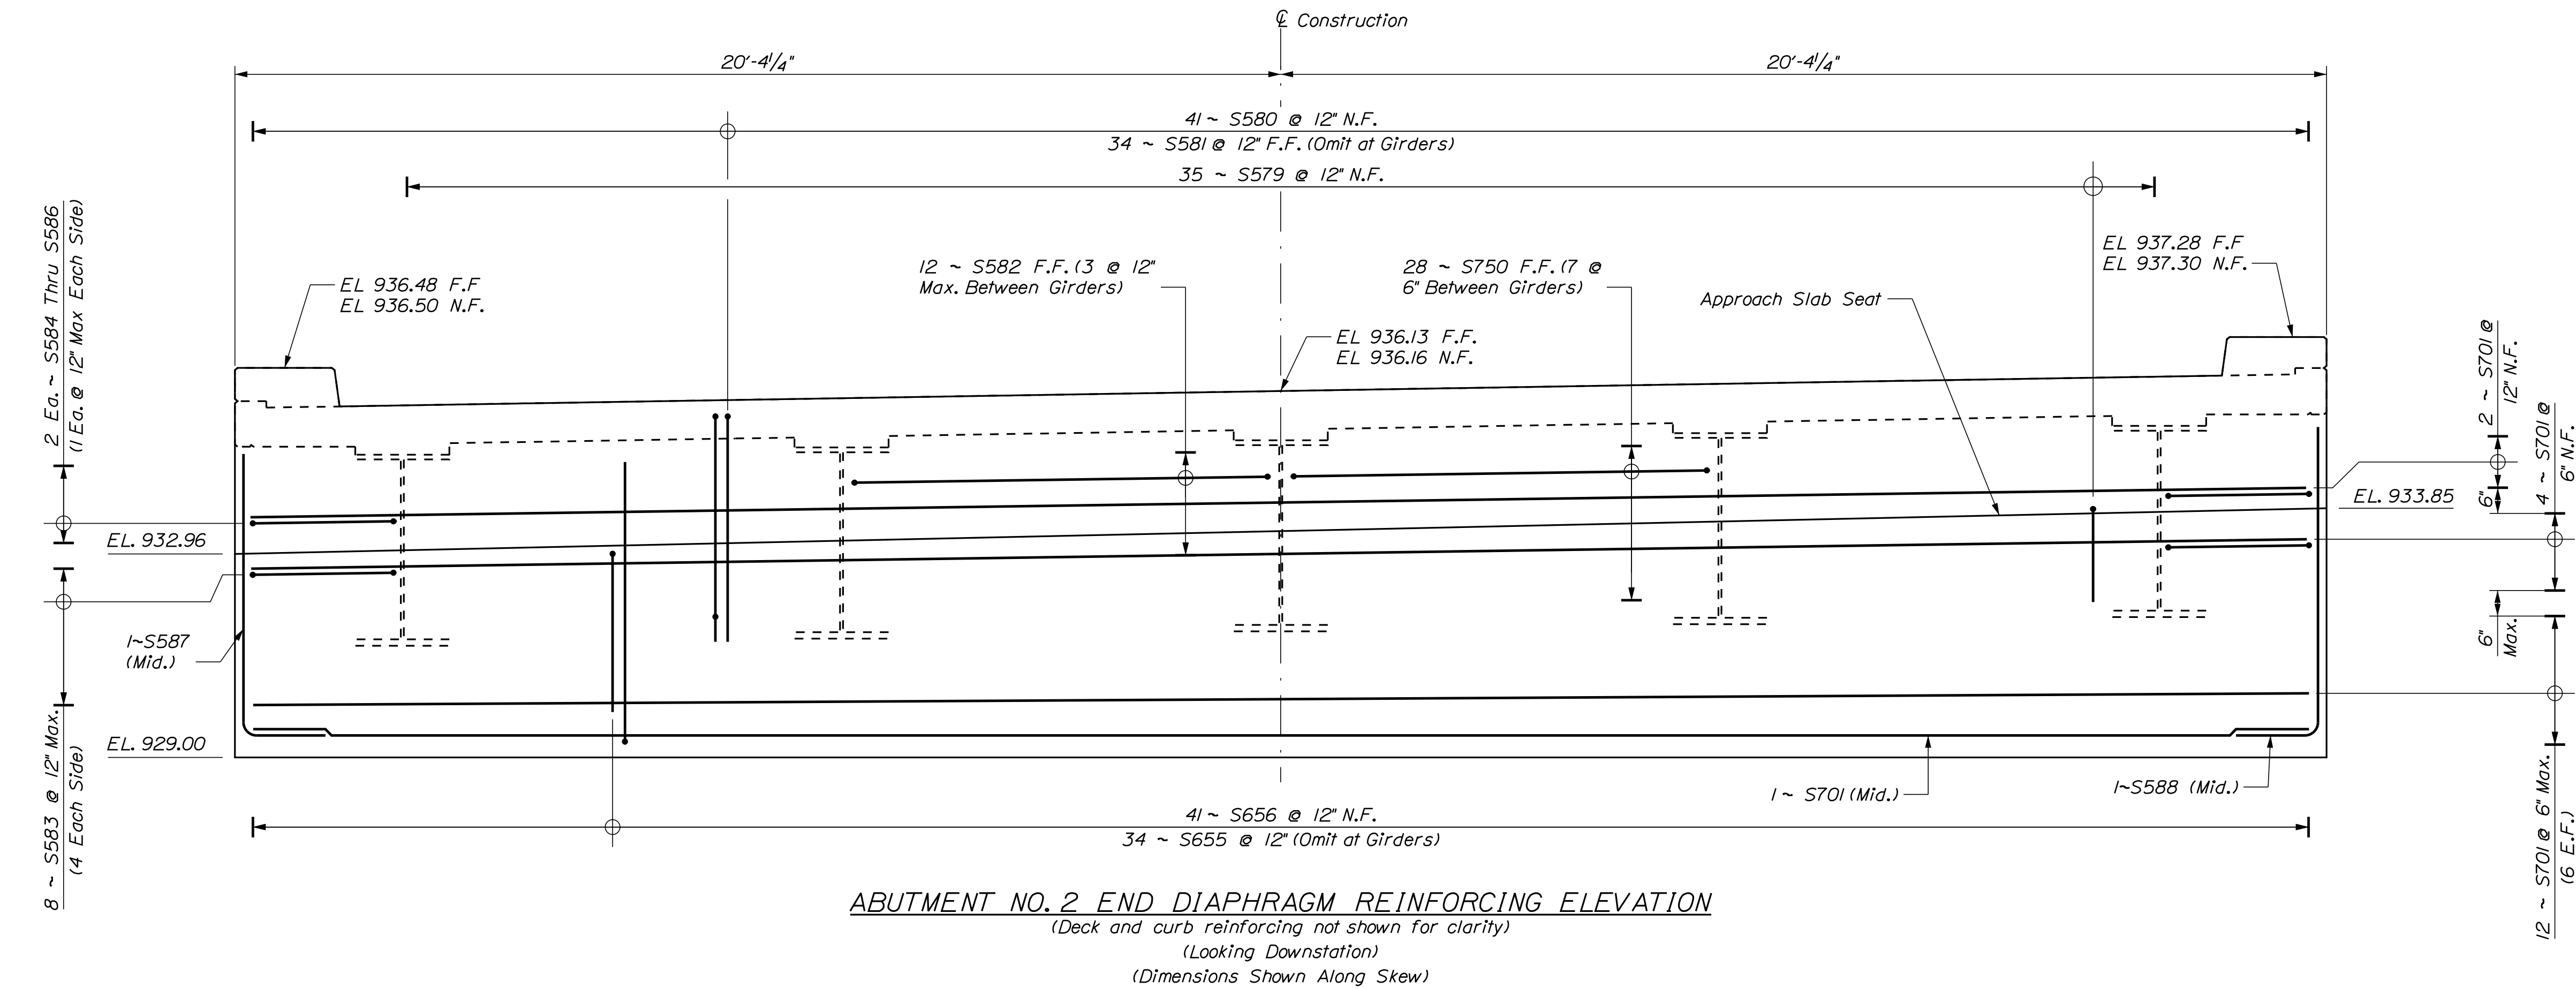 ℄ Construction
20'-4¼"
20'-4¼"
41 ~ S580 @ 12" N.F.
34 ~ S581 @ 12" F.F. (Omit at Girders)
35 ~ S579 @ 12" N.F.
2 Ea. ~ S584 Thru S586
(1 Ea. @ 12" Max Each Side)
EL 936.48 F.F
EL 936.50 N.F.
12 ~ S582 F.F. (3 @ 12"
Max. Between Girders)
28 ~ S750 F.F. (7 @
6" Between Girders)
EL 936.13 F.F.
EL 936.16 N.F.
Approach Slab Seat
EL 937.28 F.F
EL 937.30 N.F.
2 ~ S701 @
12" N.F.
4 ~ S701 @
6" N.F.
6"
EL. 933.85
EL. 932.96
1~S587
(Mid.)
6"
Max.
EL. 929.00
8 ~ S583 @ 12" Max.
(4 Each Side)
1 ~ S701 (Mid.)
1~S588 (Mid.)
12 ~ S701 @ 6" Max.
(6 E.F.)
41 ~ S656 @ 12" N.F.
34 ~ S655 @ 12" (Omit at Girders)
ABUTMENT NO. 2 END DIAPHRAGM REINFORCING ELEVATION
(Deck and curb reinforcing not shown for clarity)
(Looking Downstation)
(Dimensions Shown Along Skew)